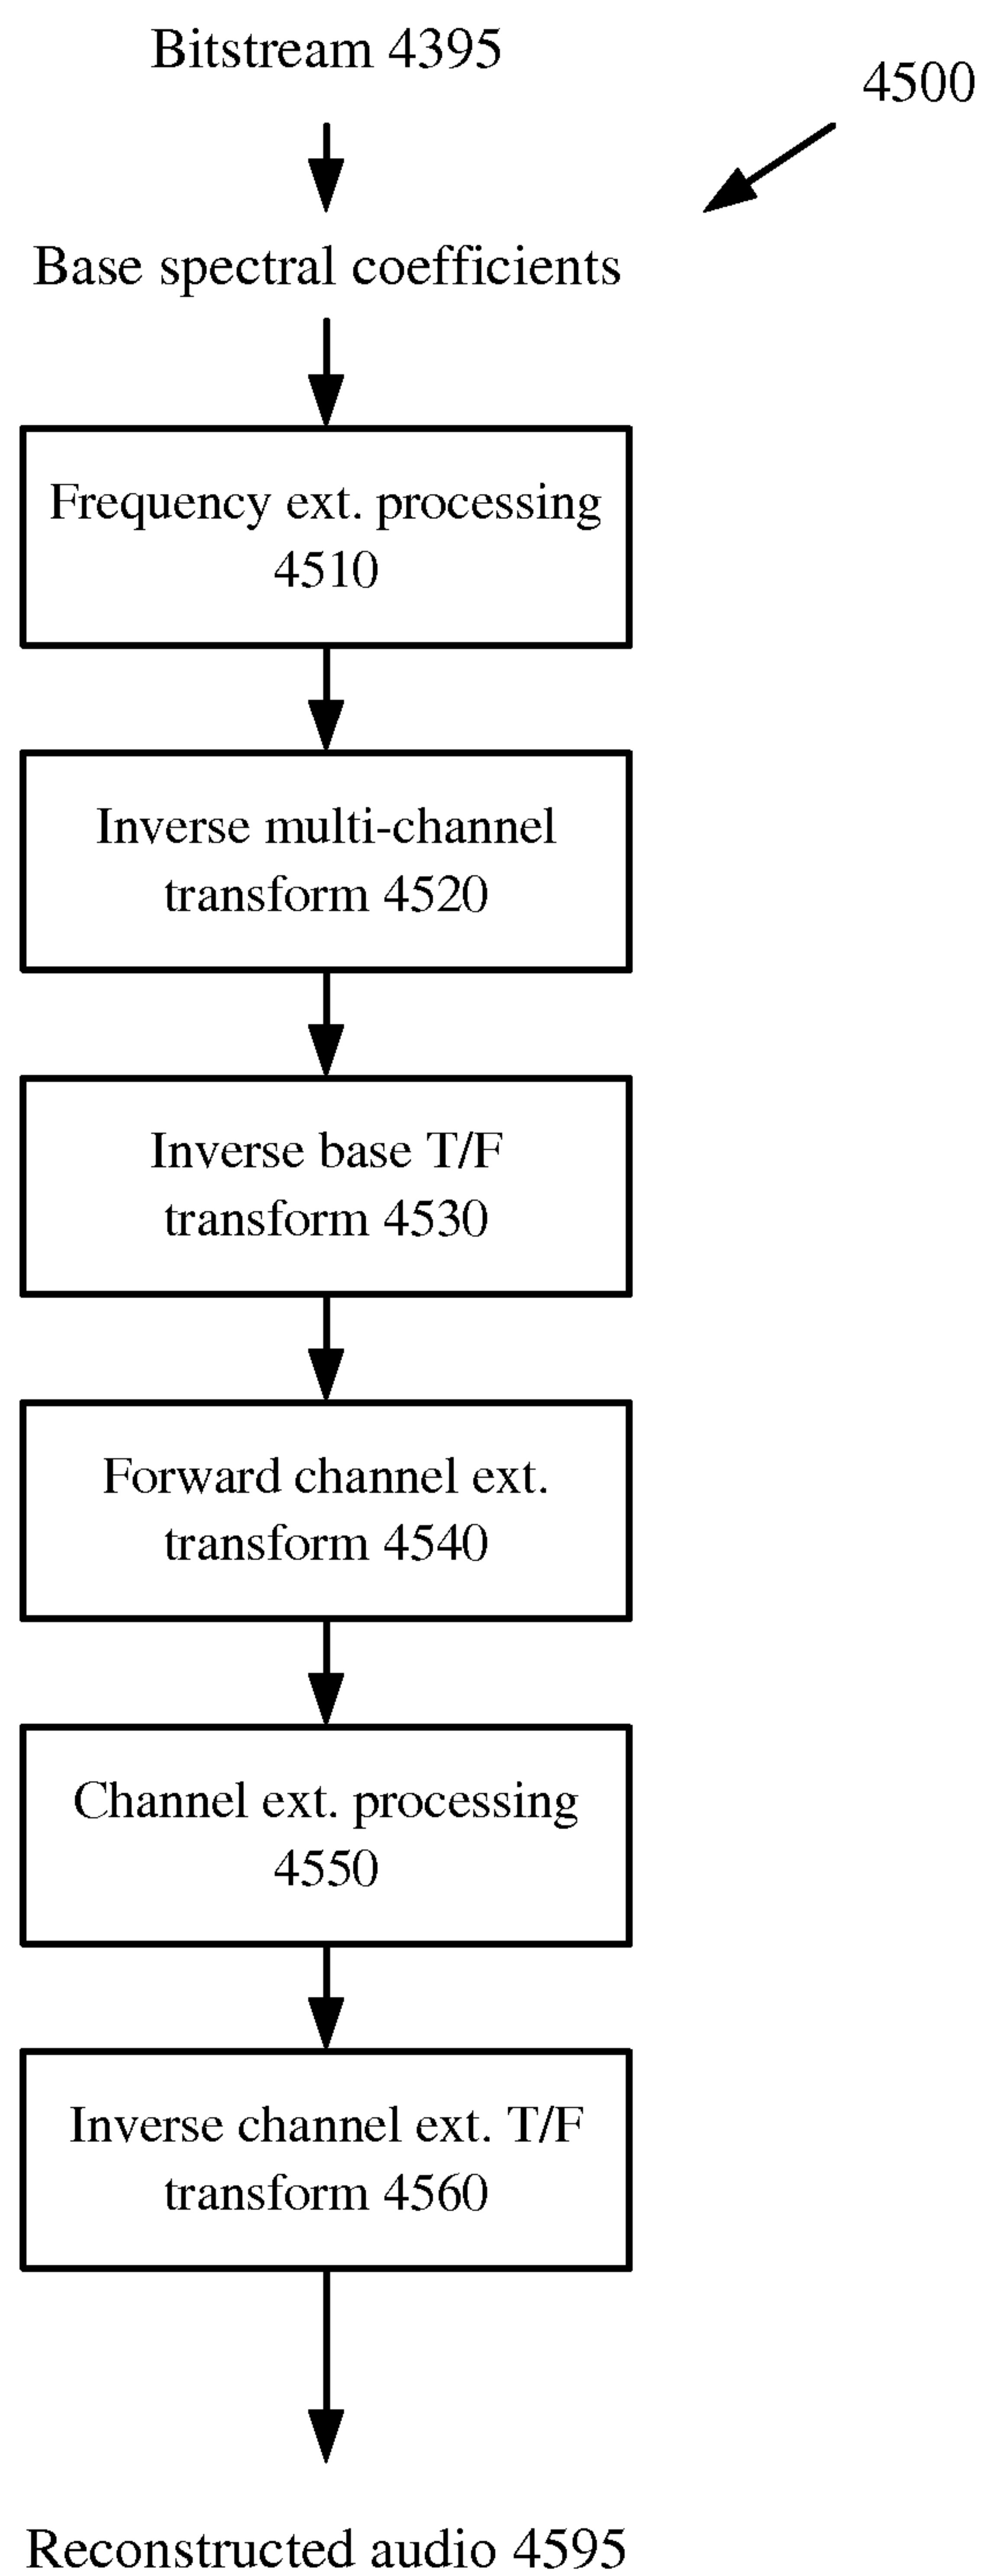 Bitstream 4395
4500
Base spectral coefficients
Frequency ext. processing
4510
Inverse multi-channel
transform 4520
Inverse base T/F
transform 4530
Forward channel ext.
transform 4540
Channel ext. processing
4550
Inverse channel ext. T/F
transform 4560
Reconstructed audio 4595